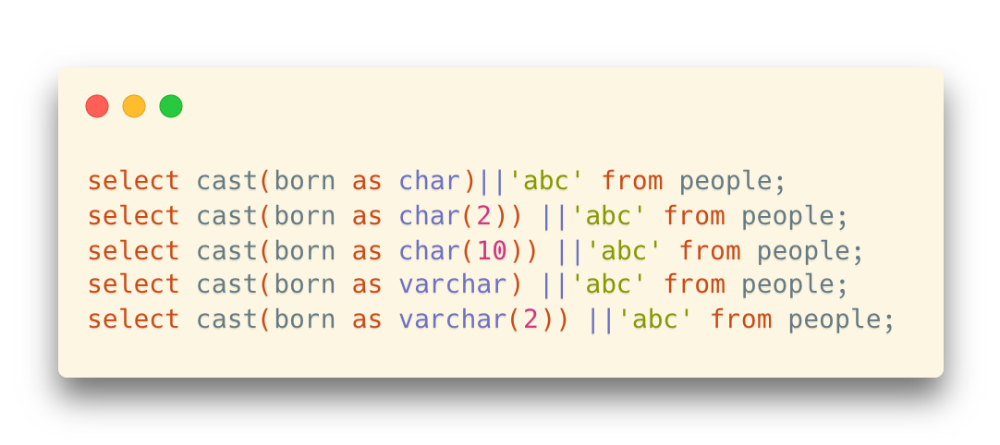 select cast(born as char)||'abc' from people;
select cast(born as char(2)) ||'abc' from people;
select cast(born as char(10)) ||'abc' from people;
select cast(born as varchar) ||'abc' from people;
select cast(born as varchar(2)) ||'abc' from people;